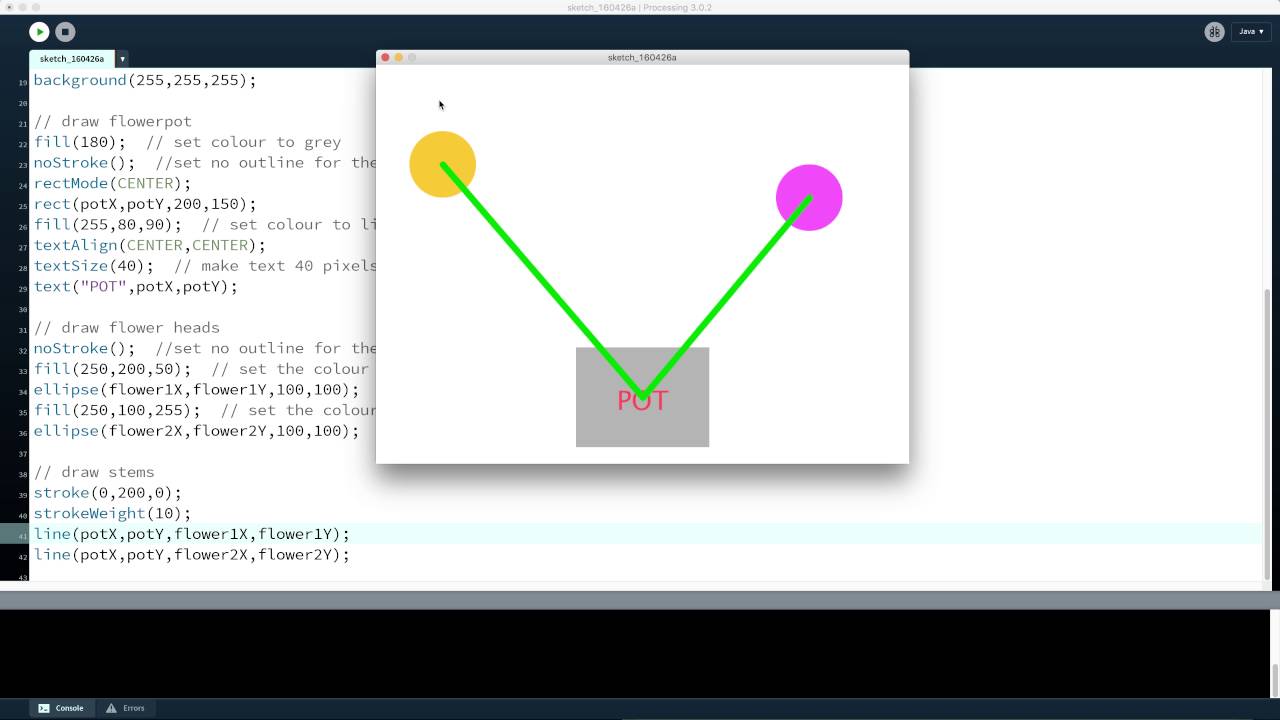 sketch_160426a | Processing 3.0.2
Java ▼
sketch_160426a ▼
sketch_160426a
19 background(255,255,255);
20
21 // draw flowerpot
22 fill(180);  // set colour to grey
23 noStroke();  //set no outline for the
24 rectMode(CENTER);
25 rect(potX,potY,200,150);
26 fill(255,80,90);  // set colour to li
27 textAlign(CENTER,CENTER);
28 textSize(40);  // make text 40 pixels
29 text("POT",potX,potY);
30
31 // draw flower heads
32 noStroke();  //set no outline for the
33 fill(250,200,50);  // set the colour
34 ellipse(flower1X,flower1Y,100,100);
35 fill(250,100,255);  // set the colour
36 ellipse(flower2X,flower2Y,100,100);
37
38 // draw stems
39 stroke(0,200,0);
40 strokeWeight(10);
41 line(potX,potY,flower1X,flower1Y);
42 line(potX,potY,flower2X,flower2Y);
43
POT
Console
Errors